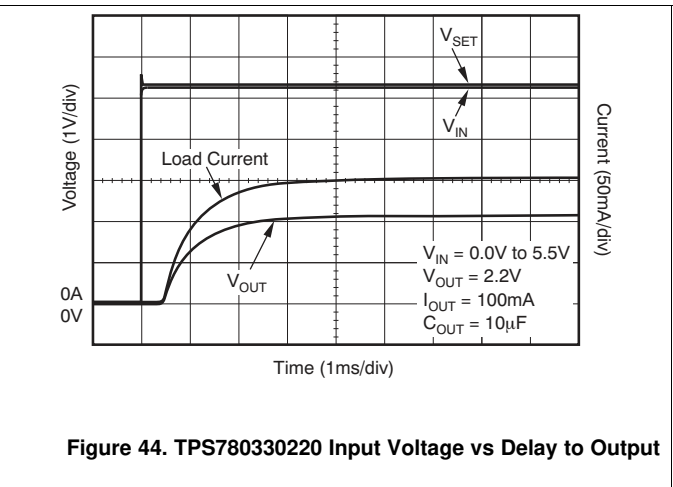 V_SET
V_IN
Voltage (1V/div)
Load Current
Current (50mA/div)
V_OUT
V_IN = 0.0V to 5.5V
V_OUT = 2.2V
I_OUT = 100mA
C_OUT = 10μF
0A
0V
Time (1ms/div)
Figure 44. TPS780330220 Input Voltage vs Delay to Output